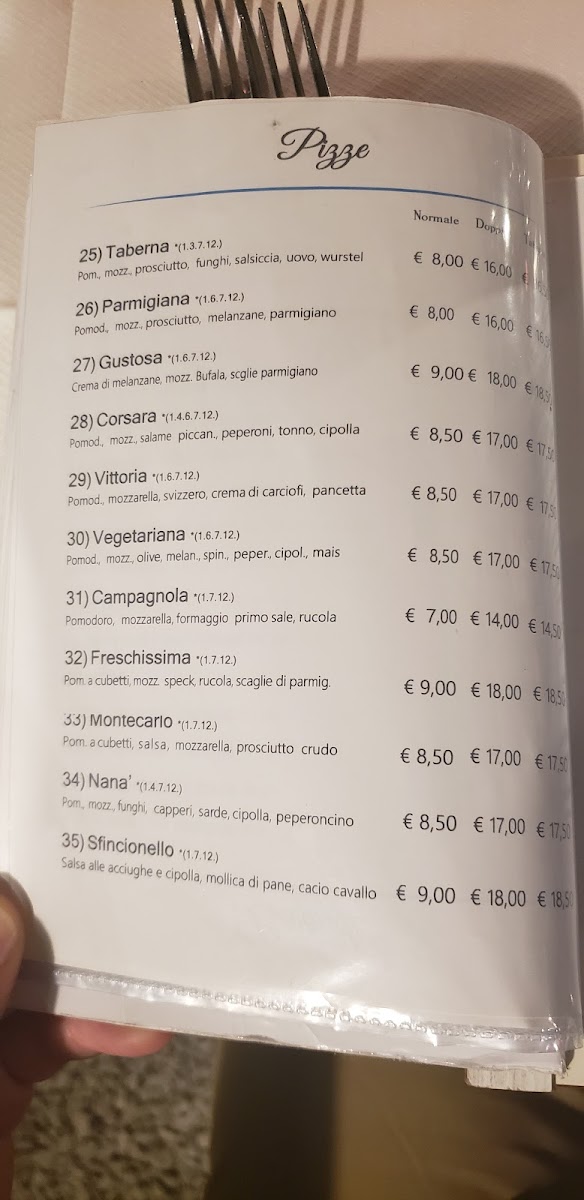 Pizze
Normale
25) Taberna *(1.3.7.12.) € 8,00 € 16,00
Pom., mozz., prosciutto, funghi, salsiccia, uovo, wurstel
26) Parmigiana *(1.6.7.12.) € 8,00 € 16,00
Pomod., mozz., prosciutto, melanzane, parmigiano
27) Gustosa *(1.6.7.12.) € 9,00 € 18,00
Crema di melanzane, mozz. Bufala, scglie parmigiano
28) Corsara *(1.4.6.7.12.) € 8,50 € 17,00
Pomod., mozz., salame piccan., peperoni, tonno, cipolla
29) Vittoria *(1.6.7.12.) € 8,50 € 17,00
Pomod., mozzarella, svizzero, crema di carciofi, pancetta
30) Vegetariana *(1.6.7.12.) € 8,50 € 17,00
Pomod., mozz., olive, melan., spin., peper., cipol., mais
31) Campagnola *(1.7.12.) € 7,00 € 14,00 € 14,50
Pomodoro, mozzarella, formaggio primo sale, rucola
32) Freschissima *(1.7.12.) € 9,00 € 18,00
Pom. a cubetti, mozz. speck, rucola, scaglie di parmig.
33) Montecarlo *(1.7.12.) € 8,50 € 17,00
Pom. a cubetti, salsa, mozzarella, prosciutto crudo
34) Nana' *(1.4.7.12.) € 8,50 € 17,00 € 17,50
Pom., mozz., funghi, capperi, sarde, cipolla, peperoncino
35) Sfincionello *(1.7.12.) € 9,00 € 18,00 € 18,50
Salsa alle acciughe e cipolla, mollica di pane, cacio cavallo